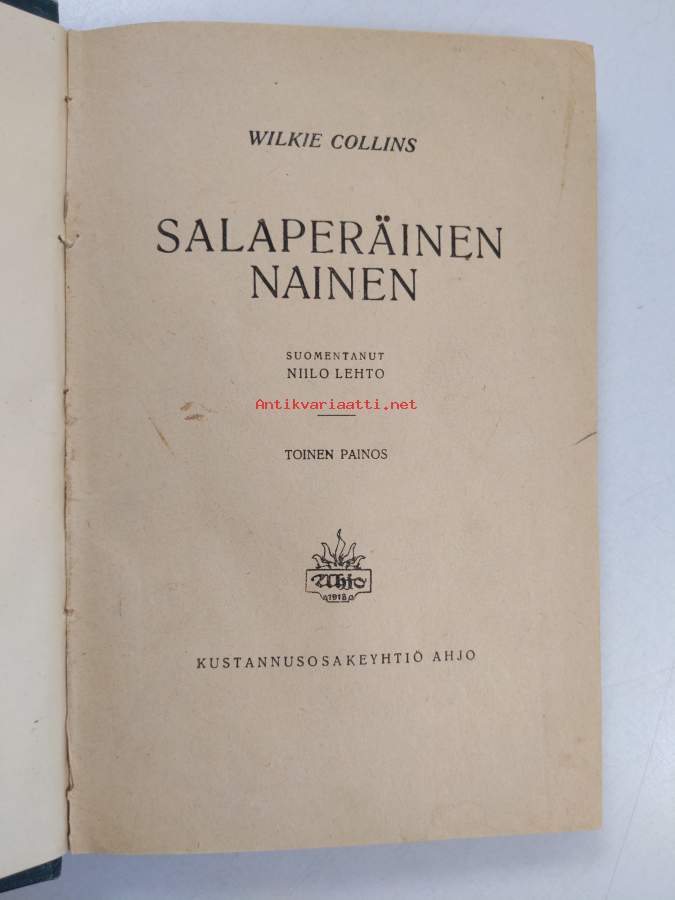 WILKIE COLLINS
SALAPERÄINEN
NAINEN
SUOMENTANUT
NIILO LEHTO
Antikvariaatti.net
TOINEN PAINOS
Ahjo
1918
KUSTANNUSOSAKEYHTIÖ AHJO